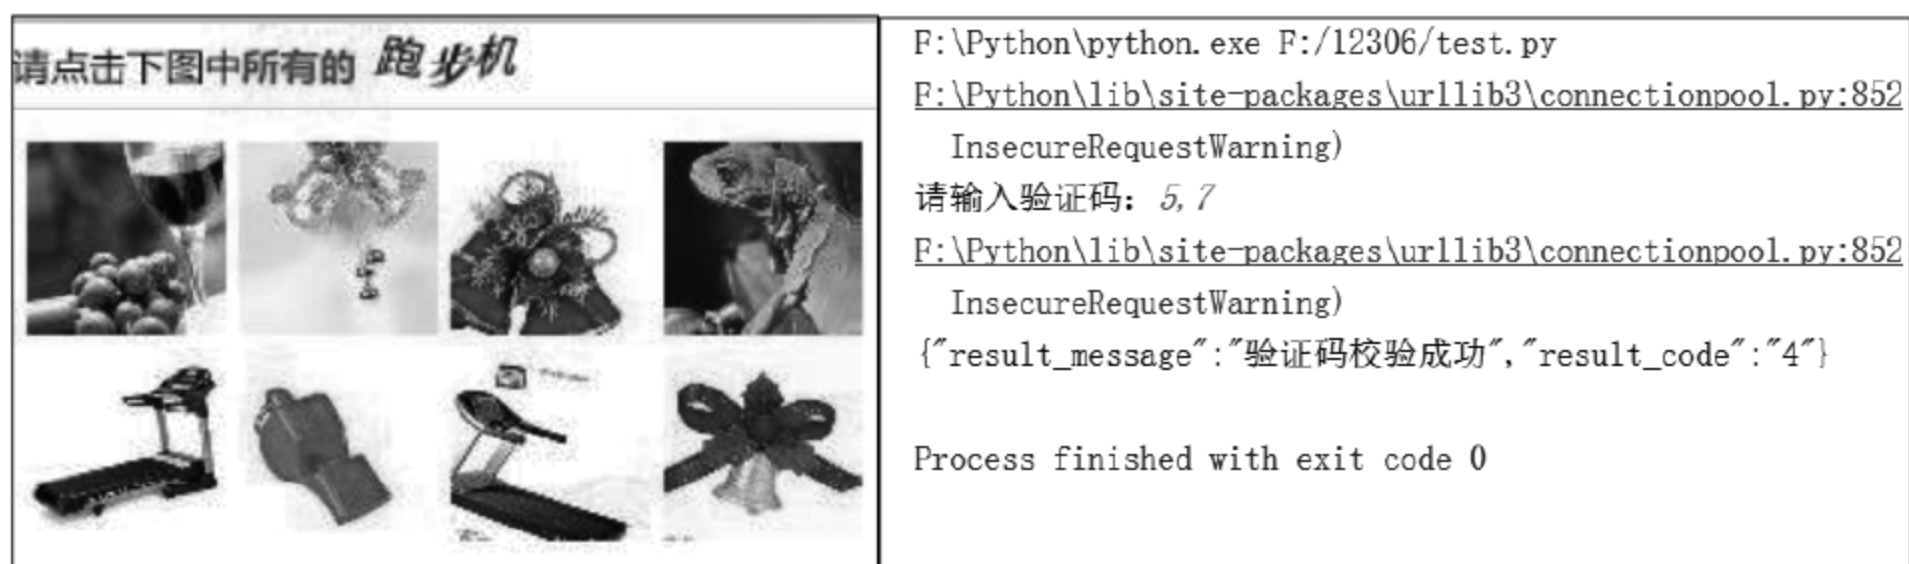 请点击下图中所有的 跑步机
F:\Python\python.exe F:/12306/test.py
F:\Python\lib\site-packages\urllib3\connectionpool.py:852
InsecureRequestWarning)
请输入验证码：5,7
F:\Python\lib\site-packages\urllib3\connectionpool.py:852
InsecureRequestWarning)
{"result_message":"验证码校验成功","result_code":"4"}
Process finished with exit code 0